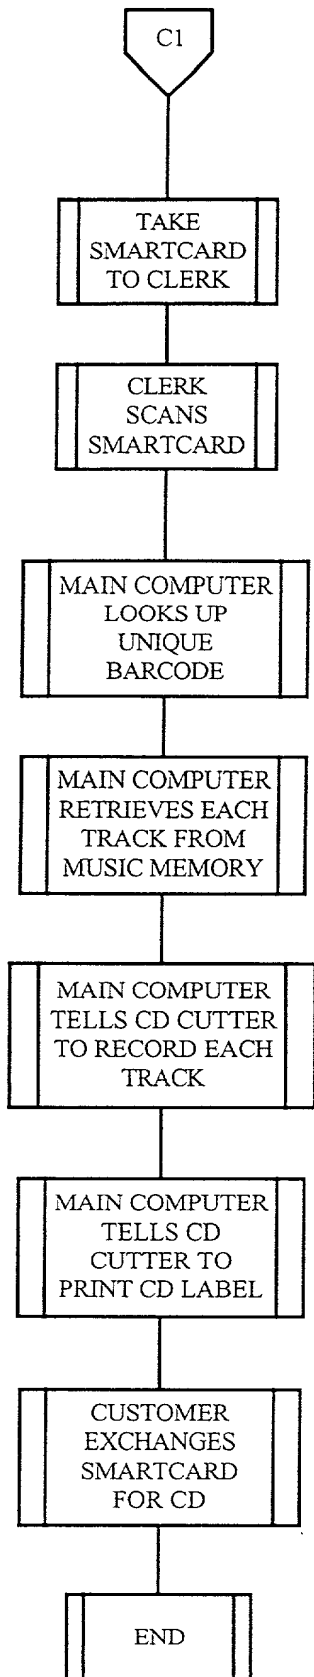 C1
TAKE
SMARTCARD
TO CLERK
CLERK
SCANS
SMARTCARD
MAIN COMPUTER
LOOKS UP
UNIQUE
BARCODE
MAIN COMPUTER
RETRIEVES EACH
TRACK FROM
MUSIC MEMORY
MAIN COMPUTER
TELLS CD CUTTER
TO RECORD EACH
TRACK
MAIN COMPUTER
TELLS CD
CUTTER TO
PRINT CD LABEL
CUSTOMER
EXCHANGES
SMARTCARD
FOR CD
END